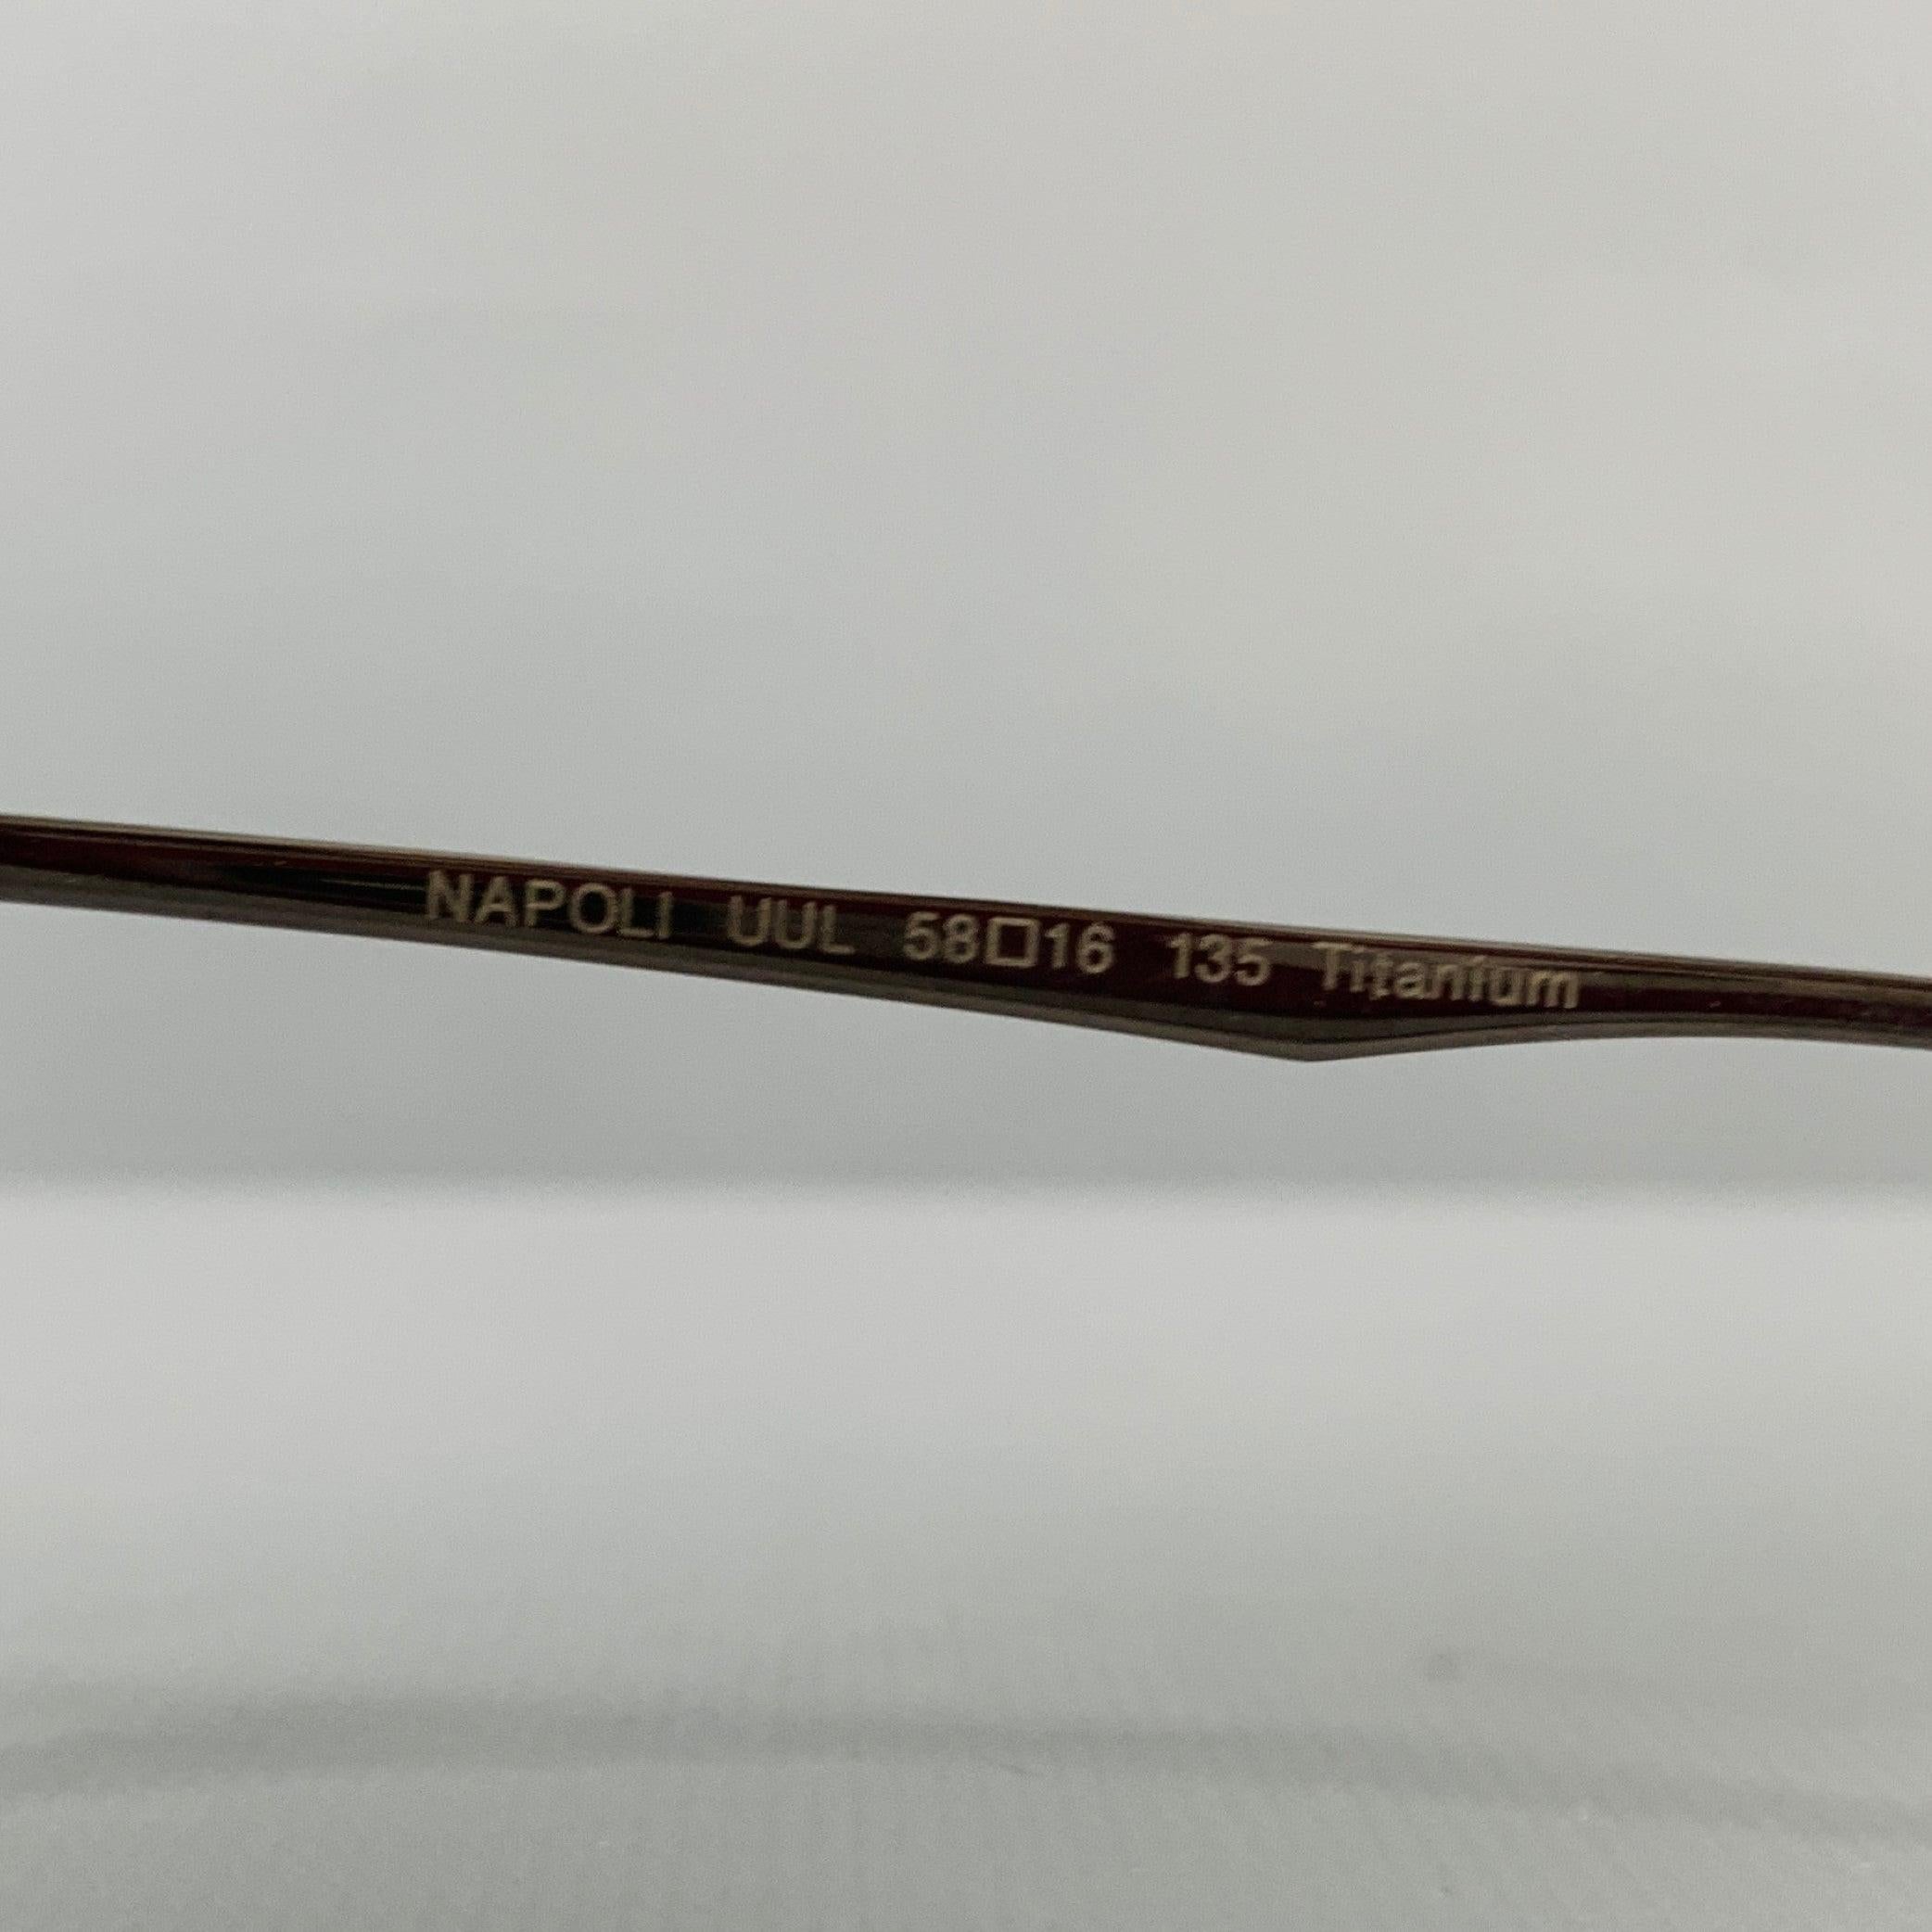 NAPOLI UUL 58□16 135 Titanium